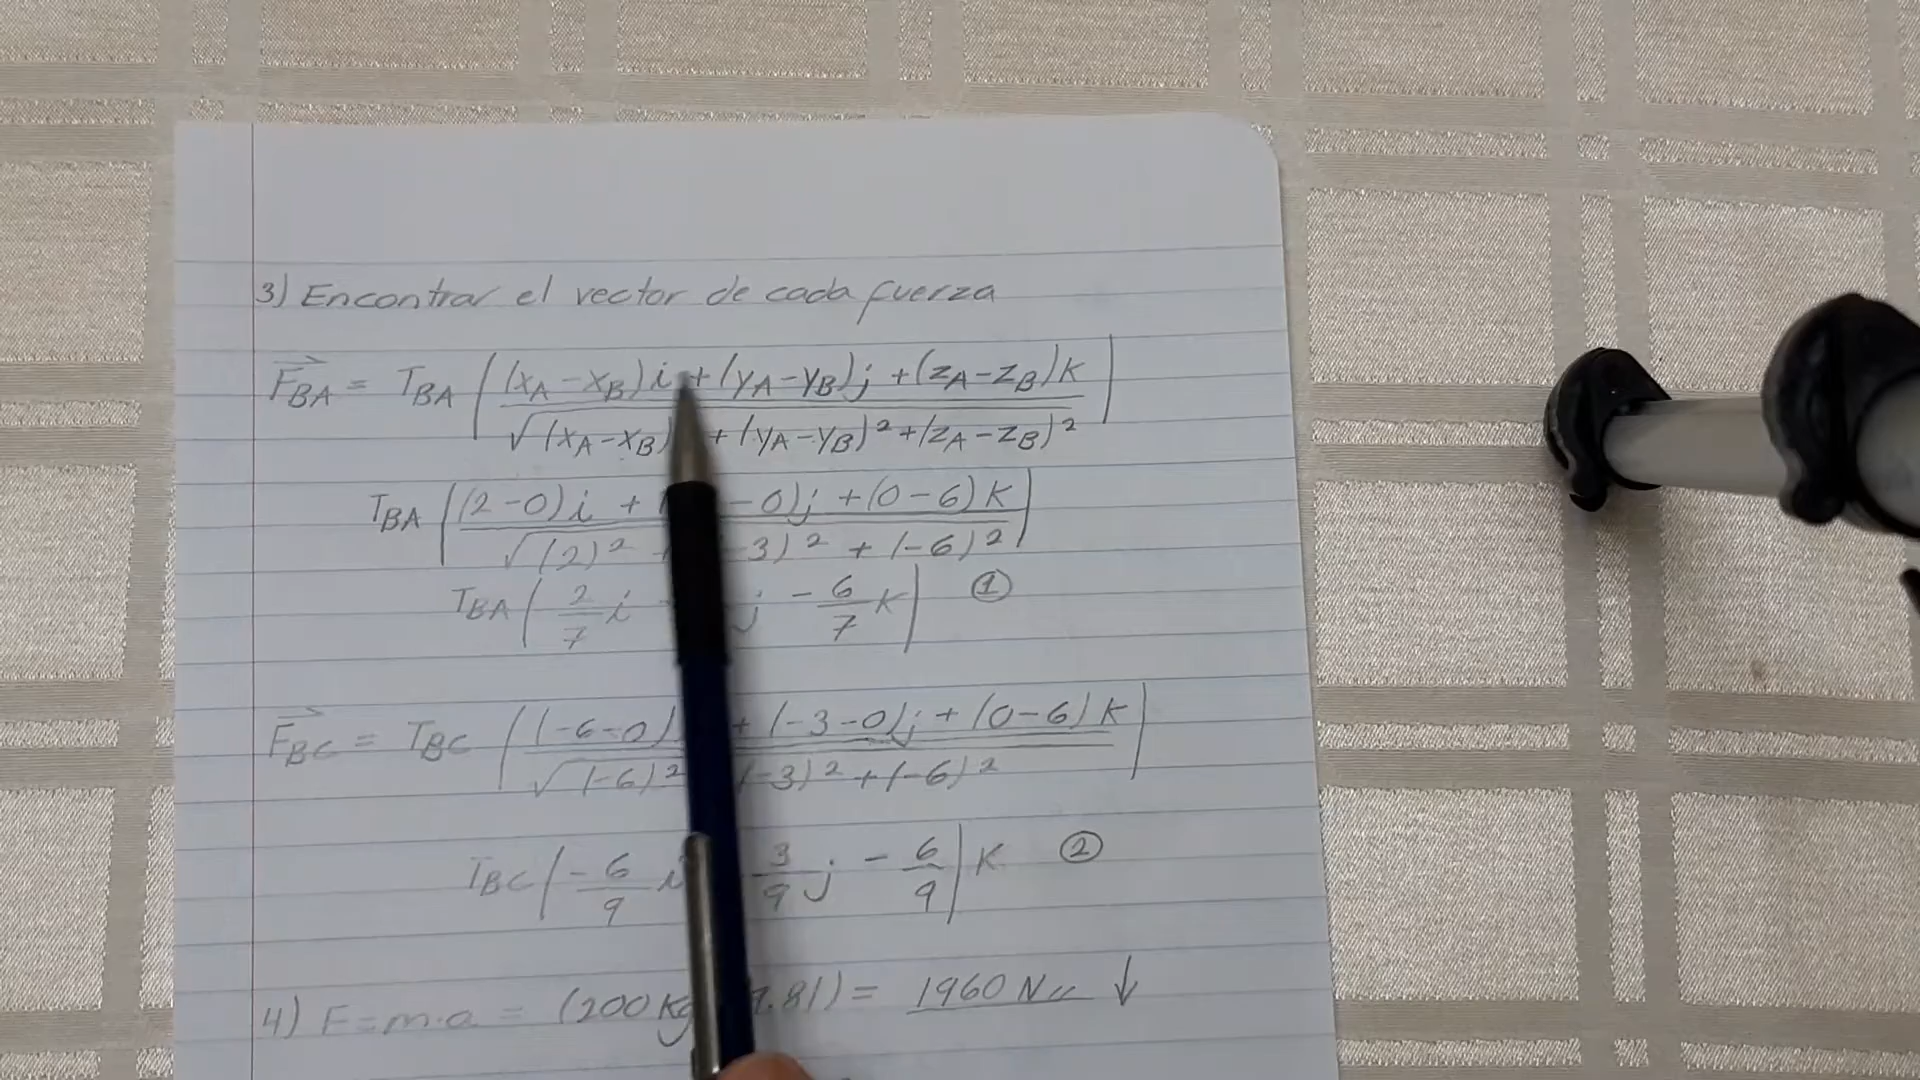 3) Encontrar el vector de cada fuerza
F_BA = T_BA ( (x_A - x_B)i + (y_A - y_B)j + (z_A - z_B)k )
√(x_A - x_B) + (y_A - y_B)² + (z_A - z_B)²
T_BA ( (2-0)i + -0)j + (0-6)k )
√(2)² -3)² + (-6)²
T_BA ( 2/7 i j - 6/7 k ) ①
F_BC = T_BC ( (-6-0) + (-3-0)j + (0-6)k )
√(-6)² (-3)² + (-6)²
T_BC ( -6/9 i 3/9 j - 6/9 ) k ②
4) F=m·a = (200 kg 9.81) = 1960 N ↓